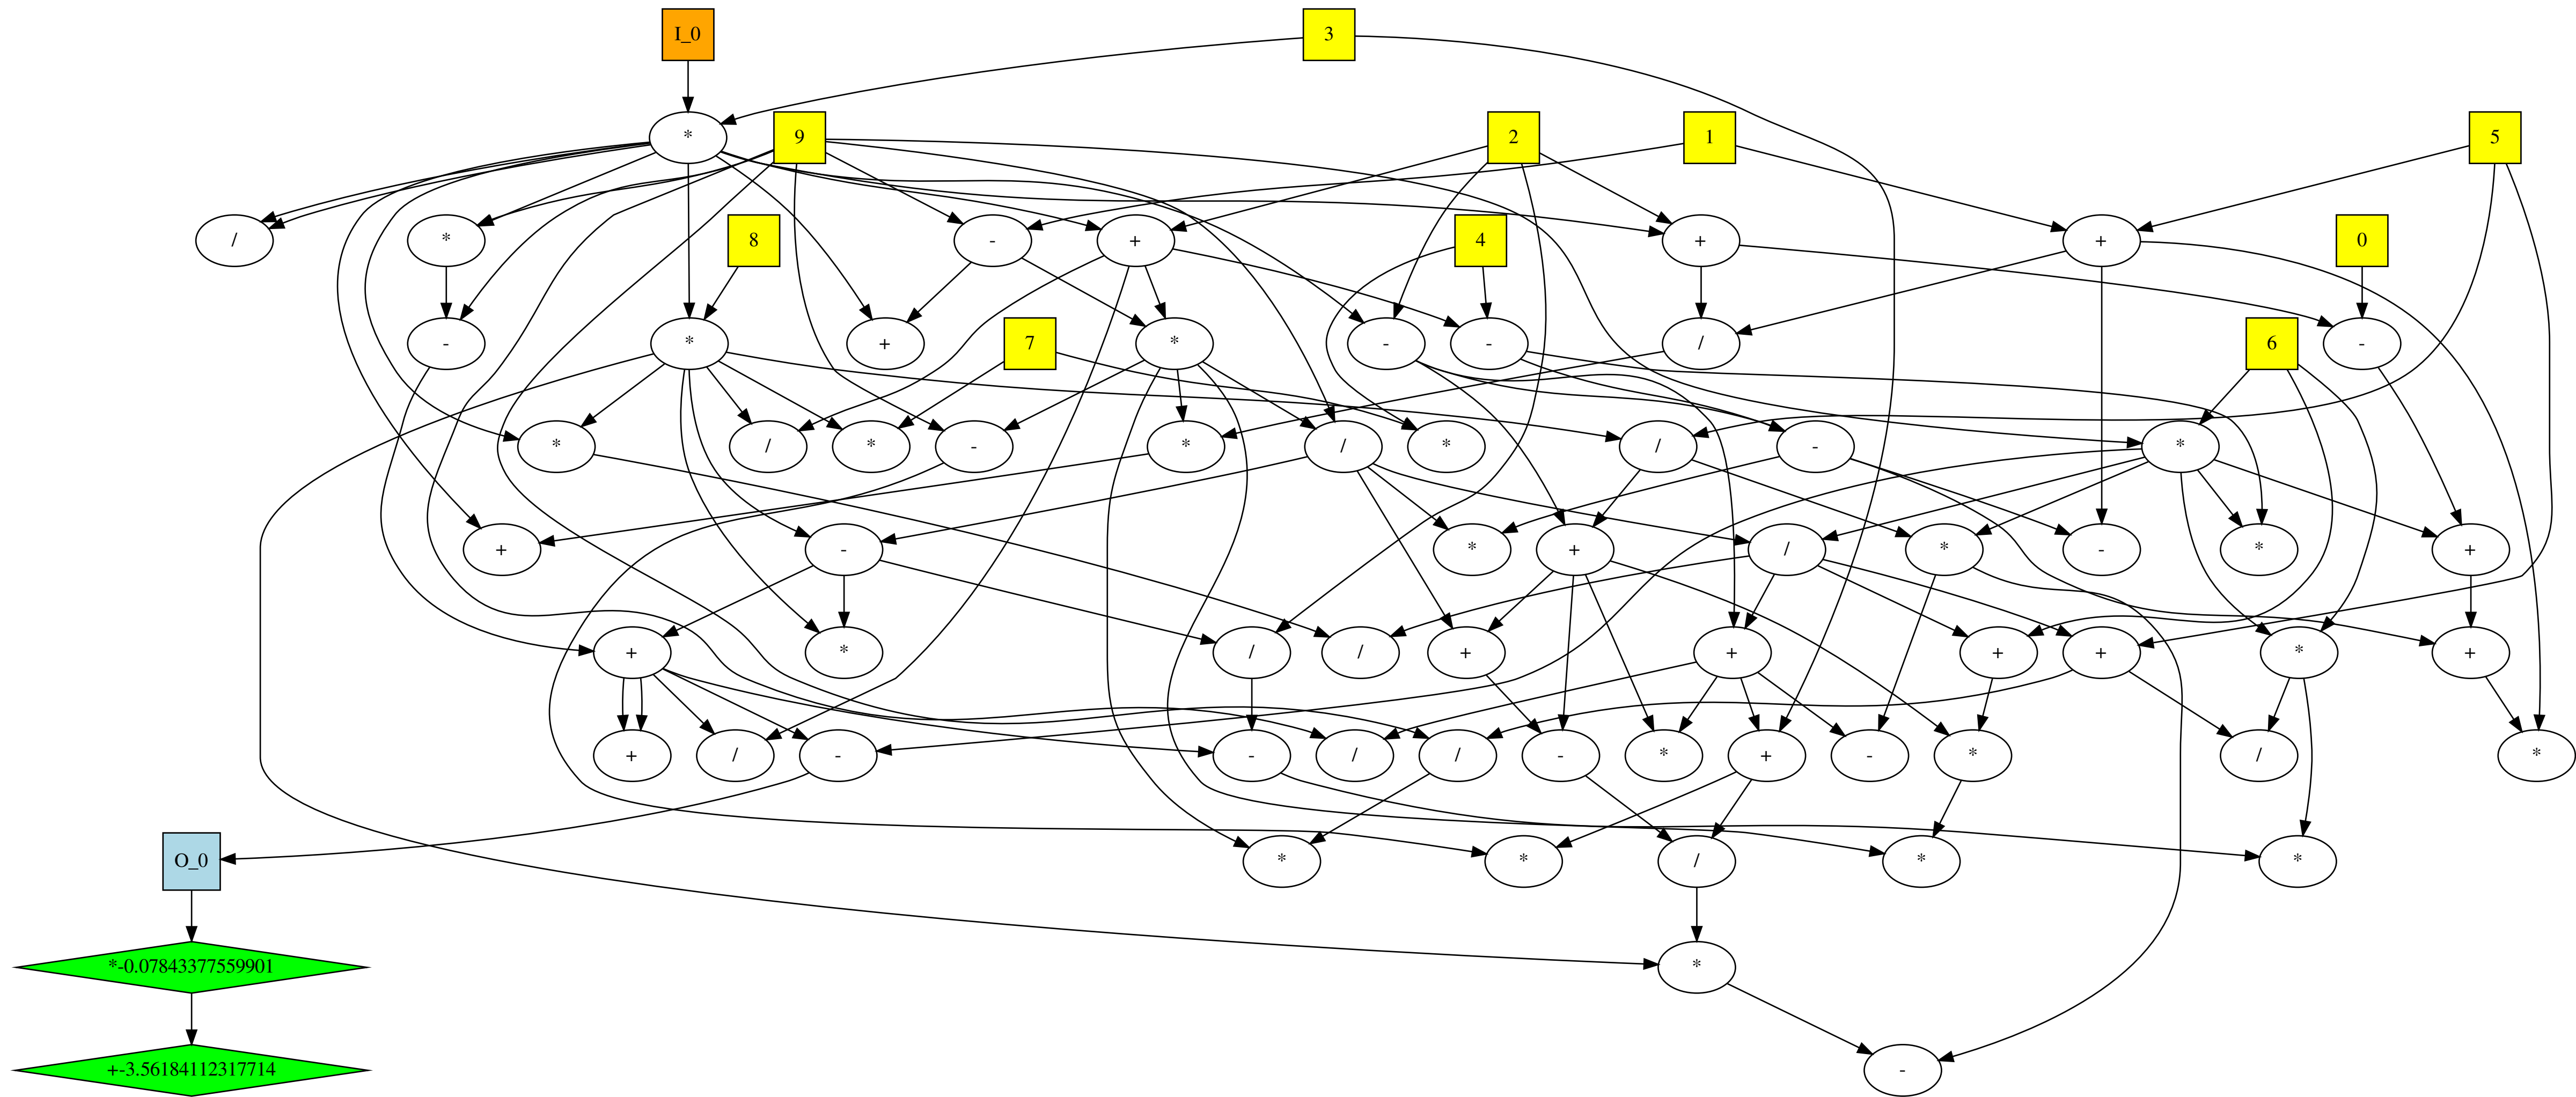 I_0 3
* 9 2 1 5
/ * 8 - + 4 + + 0
- * + 7 * - - / 6 -
* / * - * / * / - *
+ - * + / * - * +
+ * / / + + + + * +
+ / - - / / - * + - * / *
O_0 * * / * *
*-0.07843377559901 *
+-3.56184112317714 -